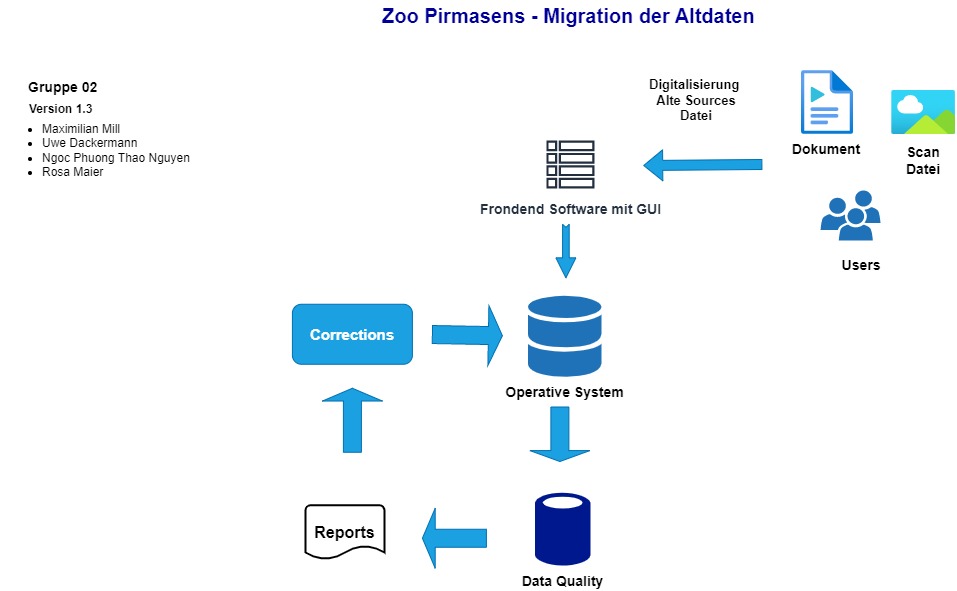 Zoo Pirmasens - Migration der Altdaten
Gruppe 02
Version 1.3
Maximilian Mill
Uwe Dackermann
Ngoc Phuong Thao Nguyen
Rosa Maier
Digitalisierung
Alte Sources
Datei
Dokument
Scan
Datei
Users
Frondend Software mit GUI
Corrections
Operative System
Reports
Data Quality